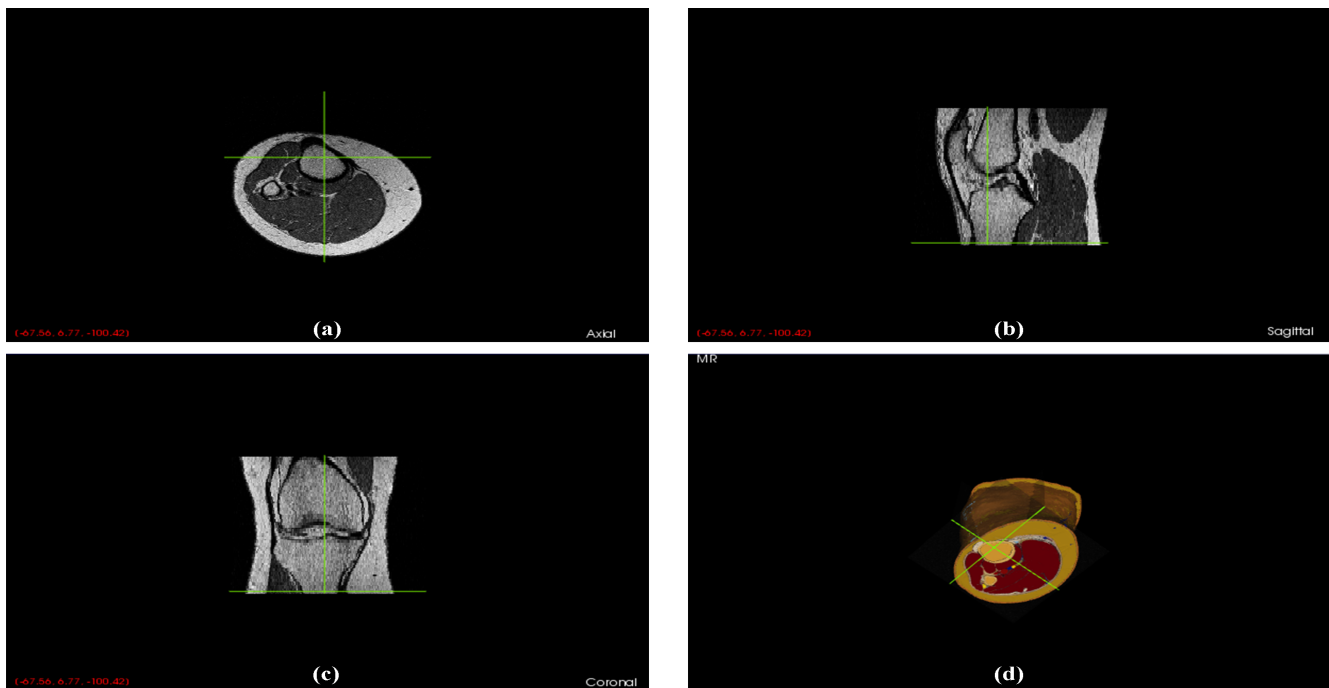 (a)
(-67.56, 6.77, -100.42)
Axial
(b)
(-67.56, 6.77, -100.42)
Sagittal
(c)
(-67.56, 6.77, -100.42)
Coronal
MR
(d)